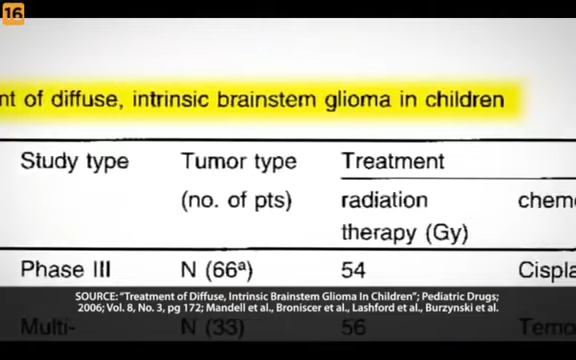 16
nt of diffuse, intrinsic brainstem glioma in children
Study type Tumor type Treatment
(no. of pts) radiation chem
therapy (Gy)
Phase III N (66ª) 54 Cispla
SOURCE: "Treatment of Diffuse, Intrinsic Brainstem Glioma In Children"; Pediatric Drugs;
2006; Vol. 8, No. 3, pg 172; Mandell et al., Broniscer et al., Lashford et al., Burzynski et al.
Multi- N (33) 56 Temo